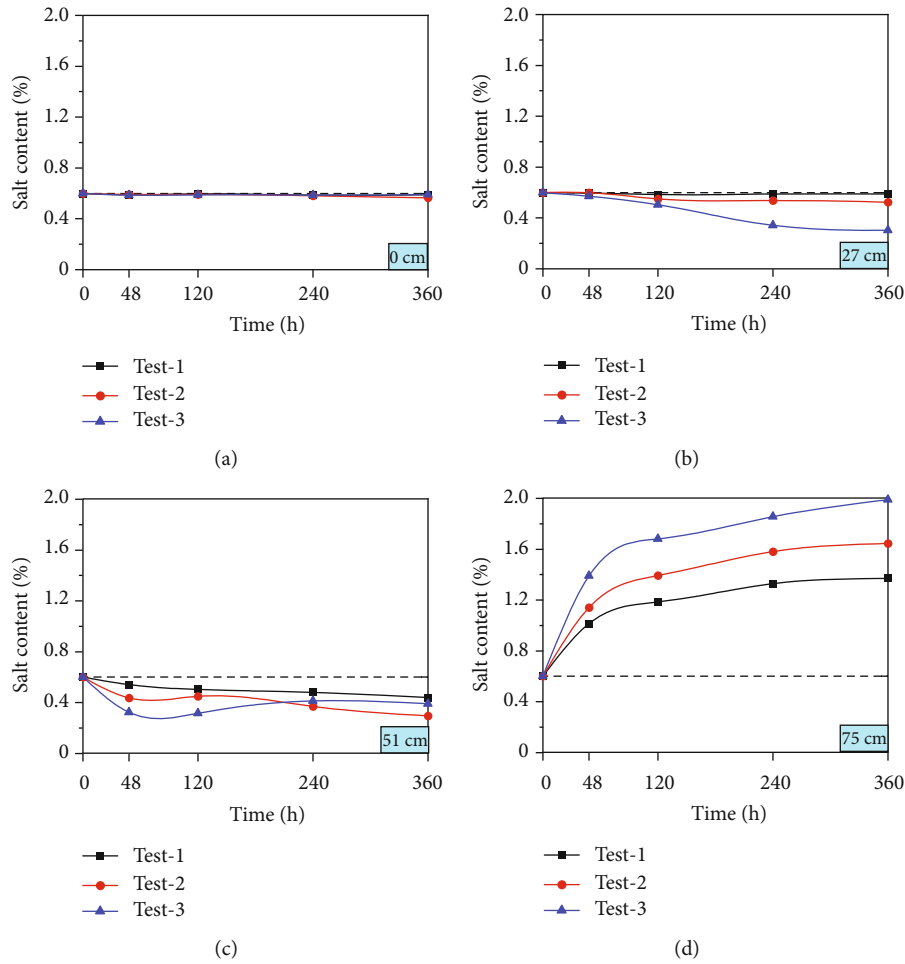 2.0
1.6
1.2
0.8
0.4
0
Salt content (%)
0 cm
0 48 120 240 360
Time (h)
Test-1
Test-2
Test-3
(a)
2.0
1.6
1.2
0.8
0.4
0
Salt content (%)
27 cm
0 48 120 240 360
Time (h)
Test-1
Test-2
Test-3
(b)
2.0
1.6
1.2
0.8
0.4
0
Salt content (%)
51 cm
0 48 120 240 360
Time (h)
Test-1
Test-2
Test-3
(c)
2.0
1.6
1.2
0.8
0.4
0
Salt content (%)
75 cm
0 48 120 240 360
Time (h)
Test-1
Test-2
Test-3
(d)